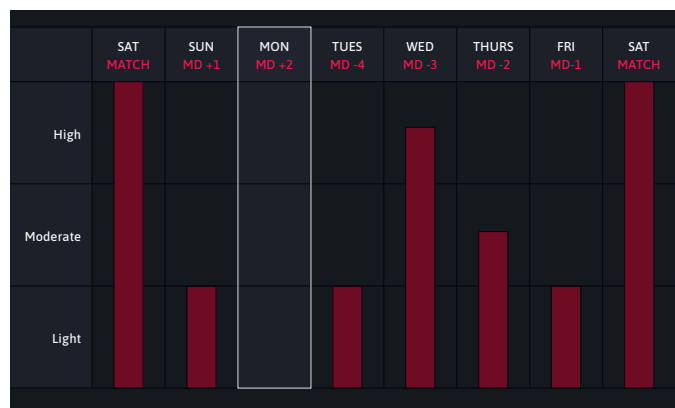 SAT SUN MON TUES WED THURS FRI SAT
MATCH MD +1 MD +2 MD -4 MD -3 MD -2 MD-1 MATCH
High
Moderate
Light